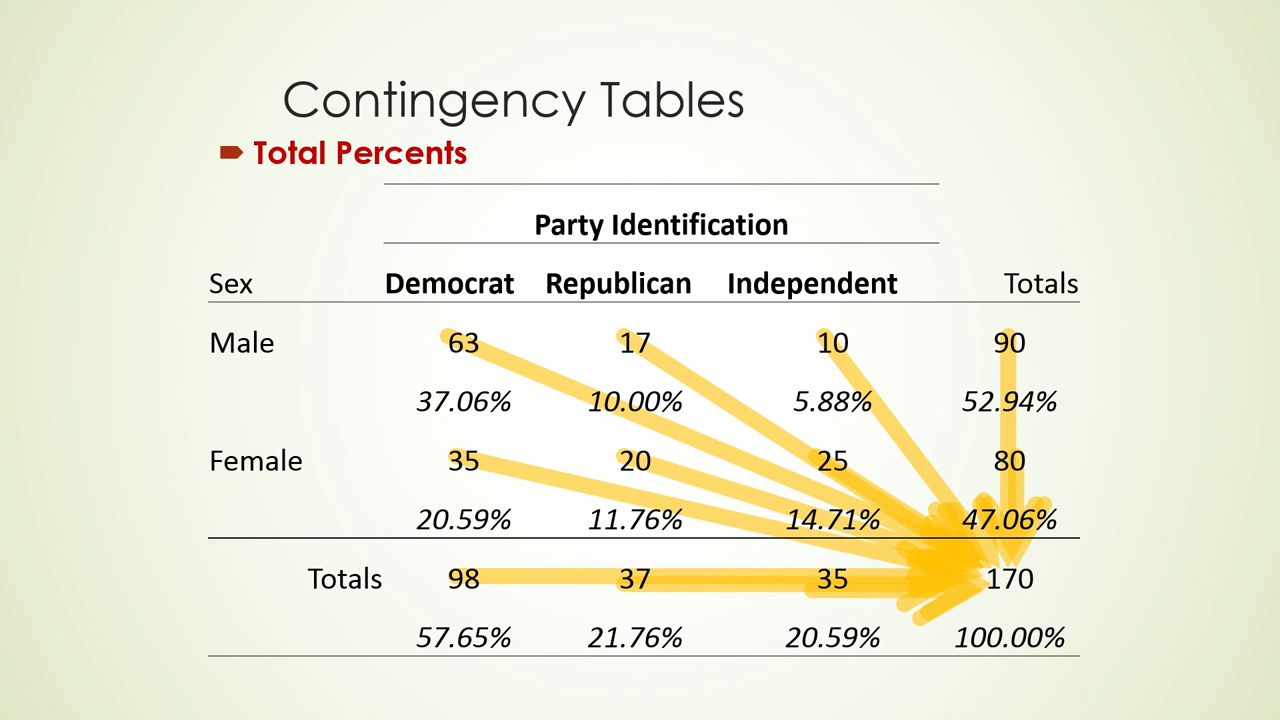 Contingency Tables
Total Percents
Party Identification
Sex Democrat Republican Independent Totals
Male 63 17 10 90
37.06% 10.00% 5.88% 52.94%
Female 35 20 25 80
20.59% 11.76% 14.71% 47.06%
Totals 98 37 35 170
57.65% 21.76% 20.59% 100.00%